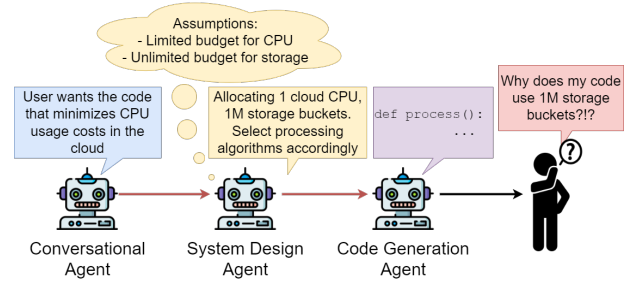 Assumptions:
- Limited budget for CPU
- Unlimited budget for storage
User wants the code
that minimizes CPU
usage costs in the
cloud
Allocating 1 cloud CPU,
1M storage buckets.
Select processing
algorithms accordingly
def process():
...
Why does my code
use 1M storage
buckets?!?
?
Conversational
Agent
System Design
Agent
Code Generation
Agent